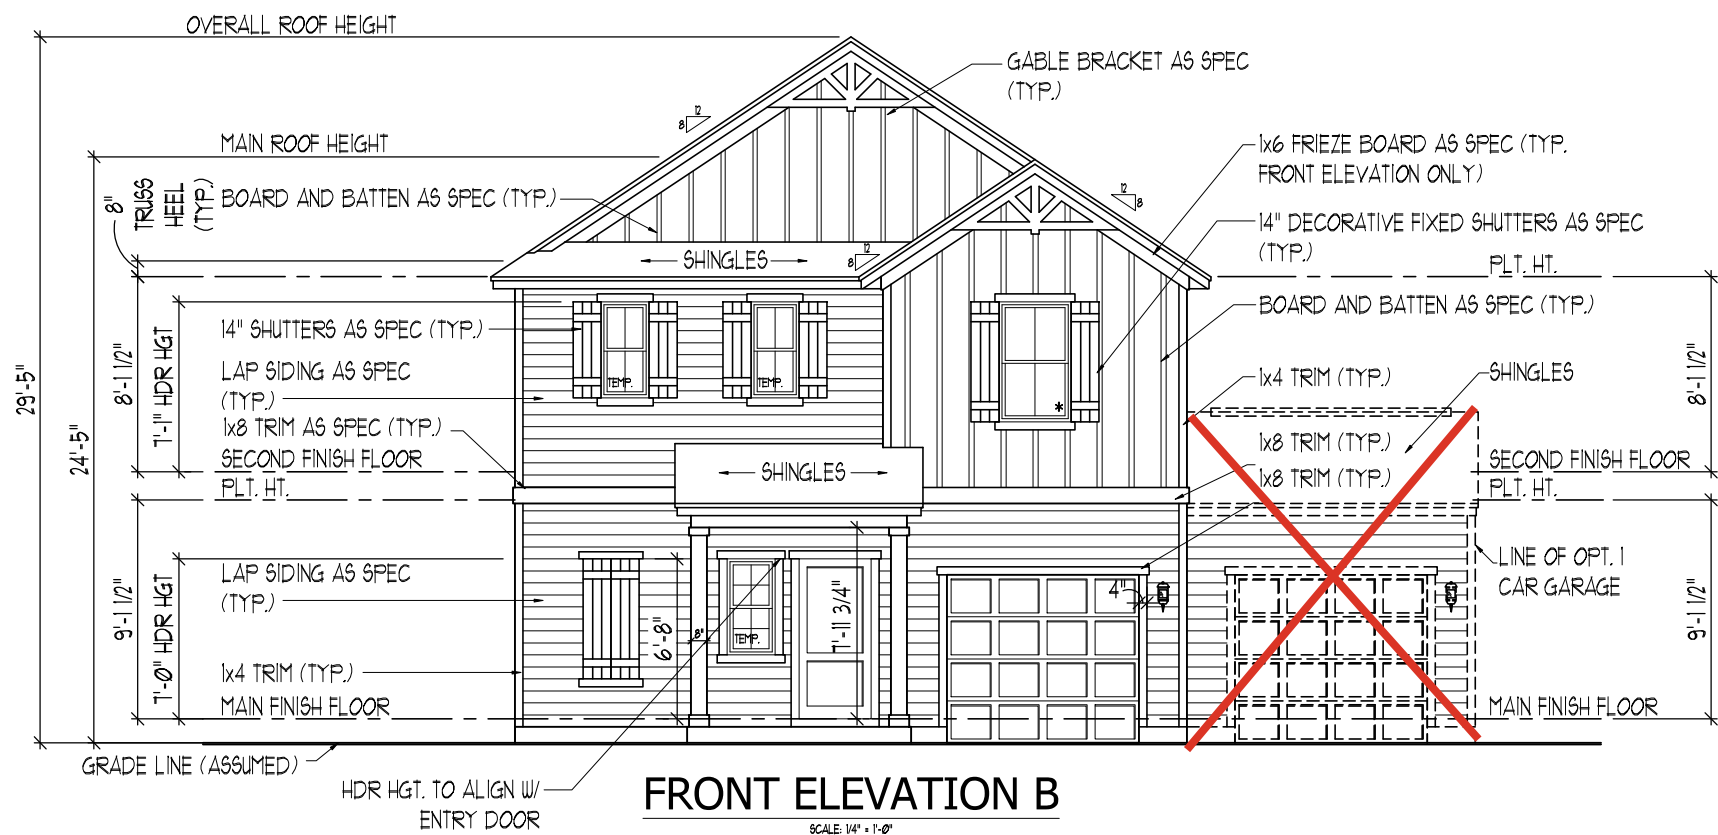 OVERALL ROOF HEIGHT
GABLE BRACKET AS SPEC
(TYP.)
12
8
MAIN ROOF HEIGHT
1x6 FRIEZE BOARD AS SPEC (TYP.
FRONT ELEVATION ONLY)
8"
TRUSS
HEEL
(TYP.)
BOARD AND BATTEN AS SPEC (TYP.)
12
8
14" DECORATIVE FIXED SHUTTERS AS SPEC
(TYP.)
SHINGLES
12
8
PLT. HT.
BOARD AND BATTEN AS SPEC (TYP.)
14" SHUTTERS AS SPEC (TYP.)
LAP SIDING AS SPEC
(TYP.)
1x8 TRIM AS SPEC (TYP.)
SECOND FINISH FLOOR
PLT. HT.
29'-5"
24'-5"
8'-1 1/2"
7'-1" HDR HGT
TEMP.
TEMP.
*
1x4 TRIM (TYP.)
SHINGLES
8'-1 1/2"
1x8 TRIM (TYP.)
1x8 TRIM (TYP.)
SECOND FINISH FLOOR
PLT. HT.
SHINGLES
9'-1 1/2"
7'-0" HDR HGT
LAP SIDING AS SPEC
(TYP.)
1x4 TRIM (TYP.)
MAIN FINISH FLOOR
6'-8"
8"
TEMP.
7'-11 3/4"
4"
LINE OF OPT. 1
CAR GARAGE
9'-1 1/2"
MAIN FINISH FLOOR
GRADE LINE (ASSUMED)
HDR HGT. TO ALIGN W/
ENTRY DOOR
FRONT ELEVATION B
SCALE: 1/4" = 1'-0"